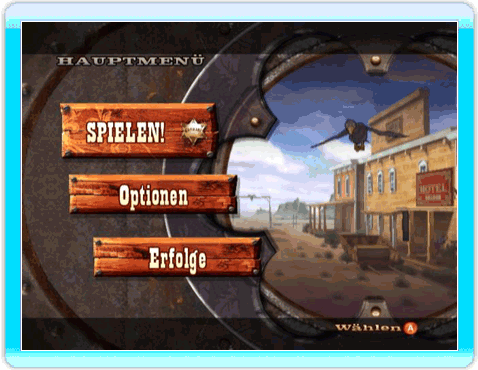 HAUPTMENÜ
SPIELEN!
Optionen
Erfolge
HOTEL
Wählen A